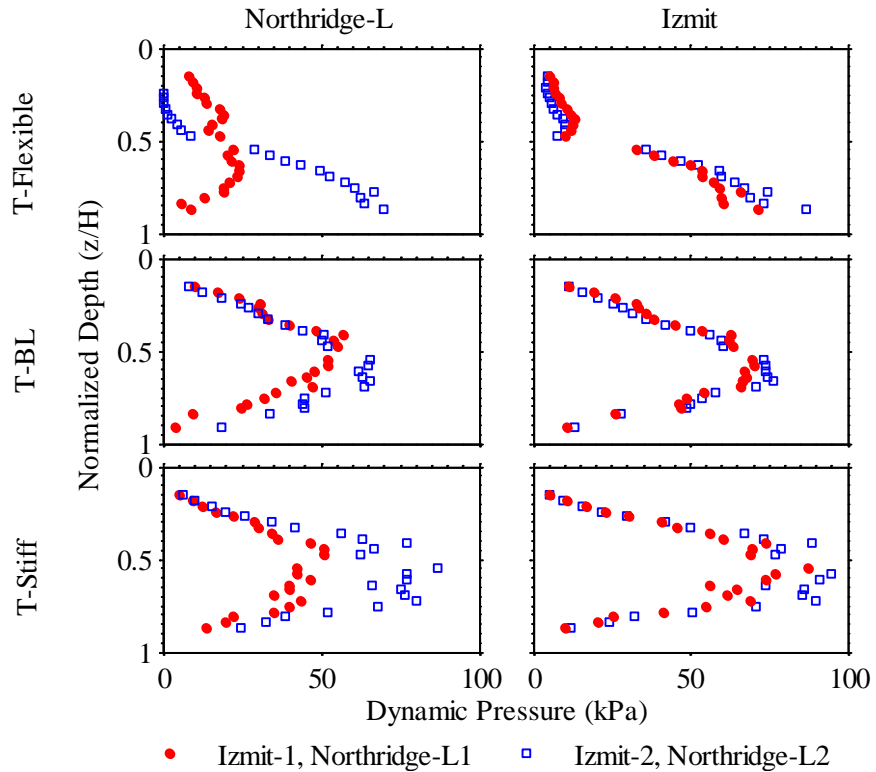 Northridge-L Izmit
0
0.5
1
T-Flexible
0
0.5
1
T-BL
Normalized Depth (z/H)
0
0.5
1
T-Stiff
0 50 100 0 50 100
Dynamic Pressure (kPa)
Izmit-1, Northridge-L1 Izmit-2, Northridge-L2